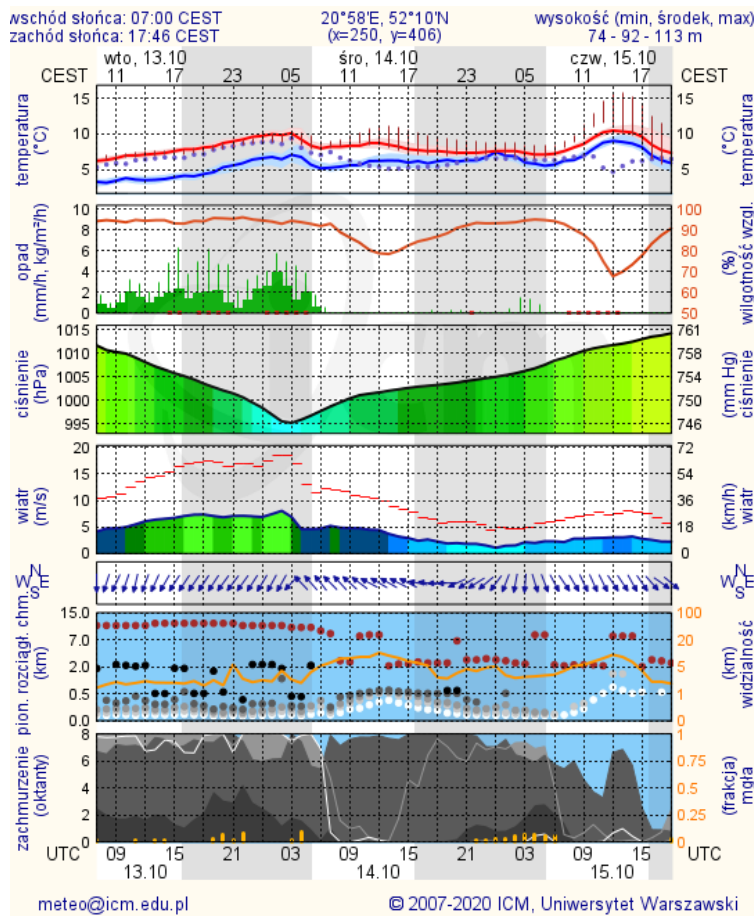 wschód słońca: 07:00 CEST 20°58'E, 52°10'N wysokość (min, środek, max)
zachód słońca: 17:46 CEST (x=250, y=406) 74 - 92 - 113 m
wto, 13.10 śro, 14.10 czw, 15.10
CEST 11 17 23 05 11 17 23 05 11 17 CEST
temperatura (°C) 15 10 5 15 10 5 (°C) temperatura
opad (mm/h, kg/m²/h) 10 8 6 4 2 0 100 90 80 70 60 50 (%) wilgotność wzgl.
ciśnienie (hPa) 1015 1010 1005 1000 995 761 758 754 750 746 (mm Hg) ciśnienie
wiatr (m/s) 20 15 10 5 0 72 54 36 18 0 (km/h) wiatr
N W E S N W E S
pion. rozciągł. chm. (km) 15.0 7.0 2.0 0.5 0.0 100 20 5 1 0 (km) widzialność
zachmurzenie (oktanty) 8 6 4 2 0 1 0.75 0.5 0.25 0 (frakcja) mgła
UTC 09 15 21 03 09 15 21 03 09 15 UTC
13.10 14.10 15.10
meteo@icm.edu.pl © 2007-2020 ICM, Uniwersytet Warszawski